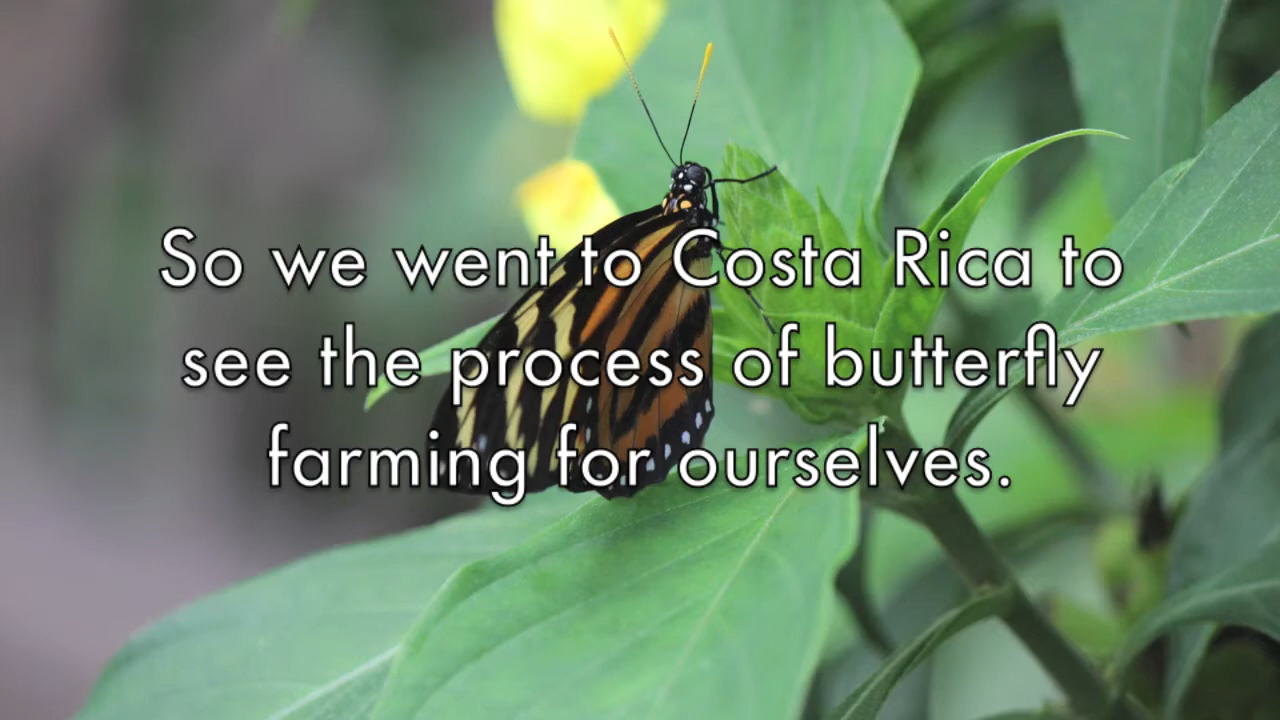 So we went to Costa Rica to
see the process of butterfly
farming for ourselves.